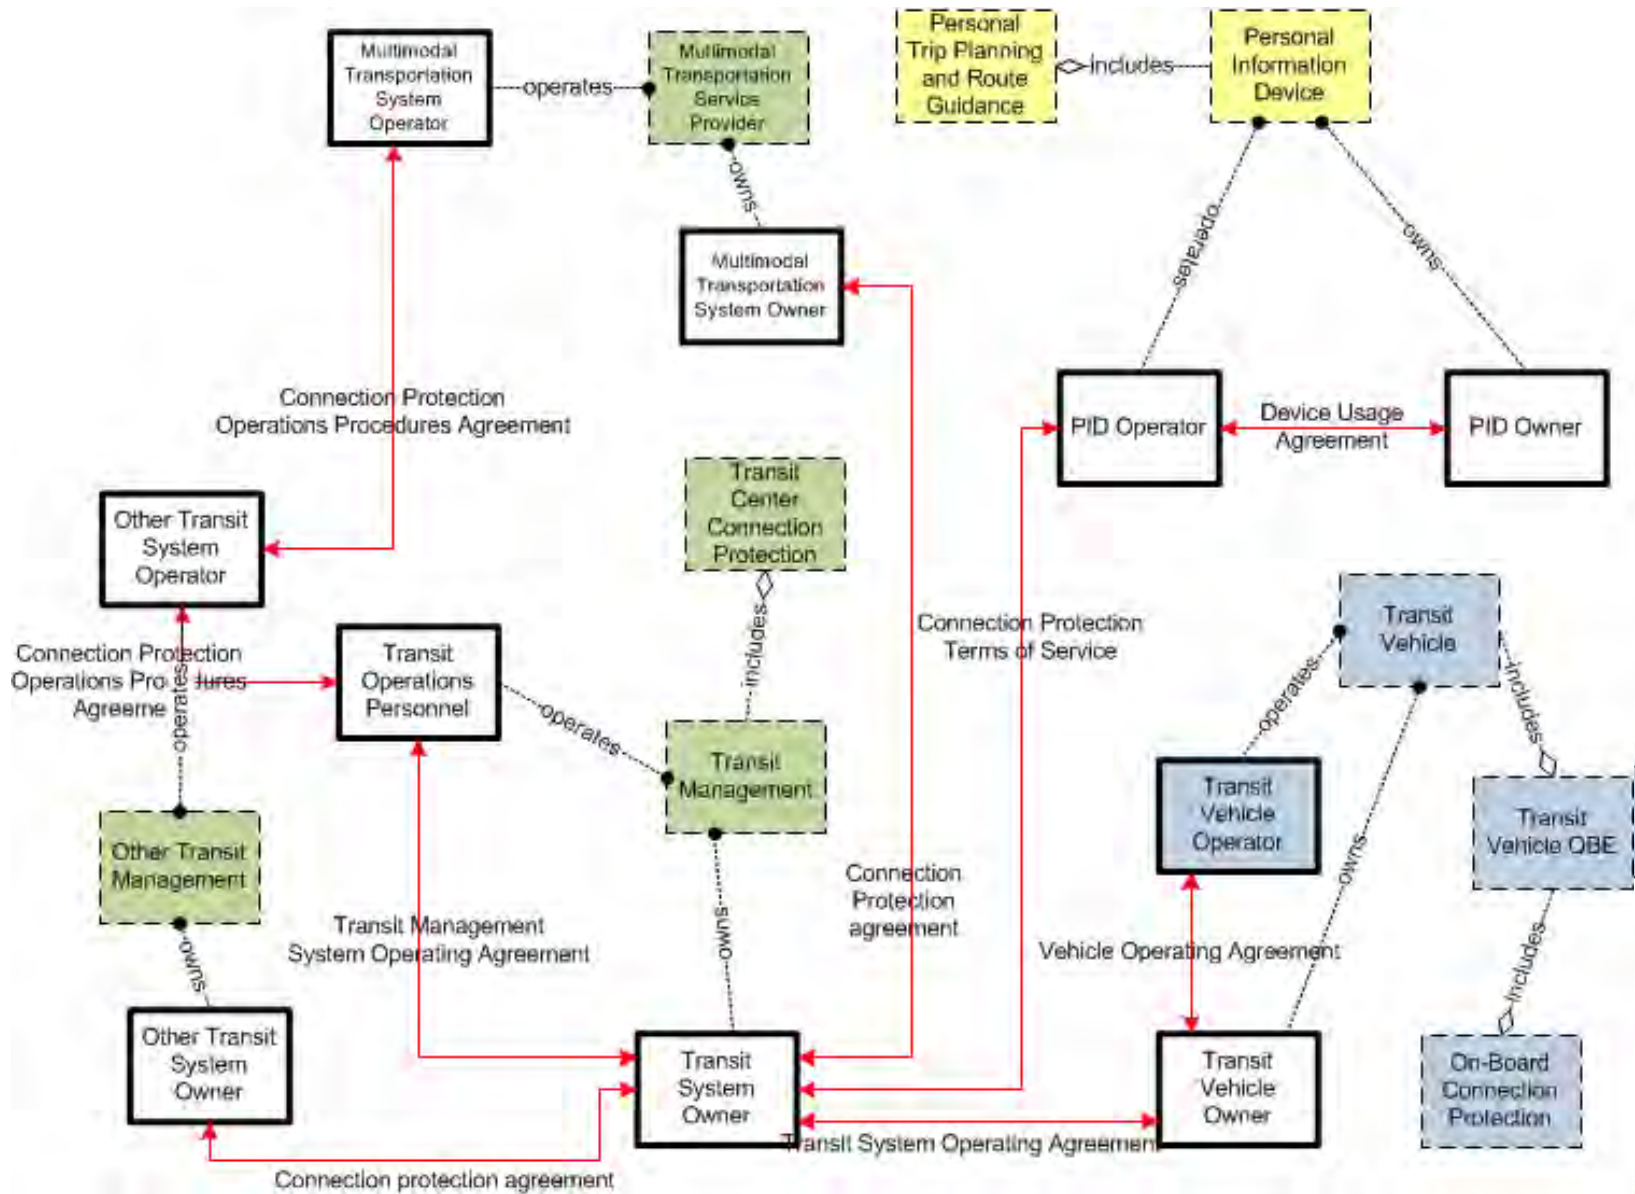 Multimodal
Transportation
System
Operator
operates
Multimodal
Transportation
Service
Provider
owns
Multimodal
Transportation
System Owner
Personal
Trip Planning
and Route
Guidance
includes
Personal
Information
Device
operates
owns
PID Operator
Device Usage
Agreement
PID Owner
Connection Protection
Operations Procedures Agreement
Other Transit
System
Operator
Transit
Center
Connection
Protection
includes
Connection Protection
Terms of Service
Transit
Vehicle
operates
includes
Connection Protection
Operations Pro dures
Agreeme
operates
Transit
Operations
Personnel
operates
Transit
Management
Transit
Vehicle
Operator
owns
Transit
Vehicle OBE
Other Transit
Management
owns
Transit Management
System Operating Agreement
owns
Connection
Protection
agreement
Vehicle Operating Agreement
includes
Other Transit
System
Owner
Transit
System
Owner
Transit
Vehicle
Owner
On-Board
Connection
Protection
Transit System Operating Agreement
Connection protection agreement